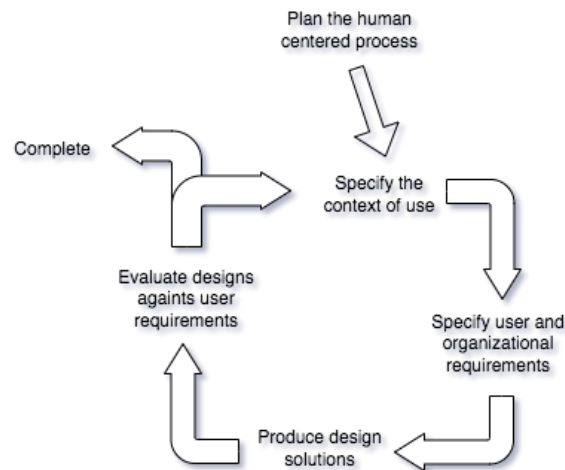 Plan the human
centered process
Complete
Specify the
context of use
Evaluate designs
againts user
requirements
Specify user and
organizational
requirements
Produce design
solutions